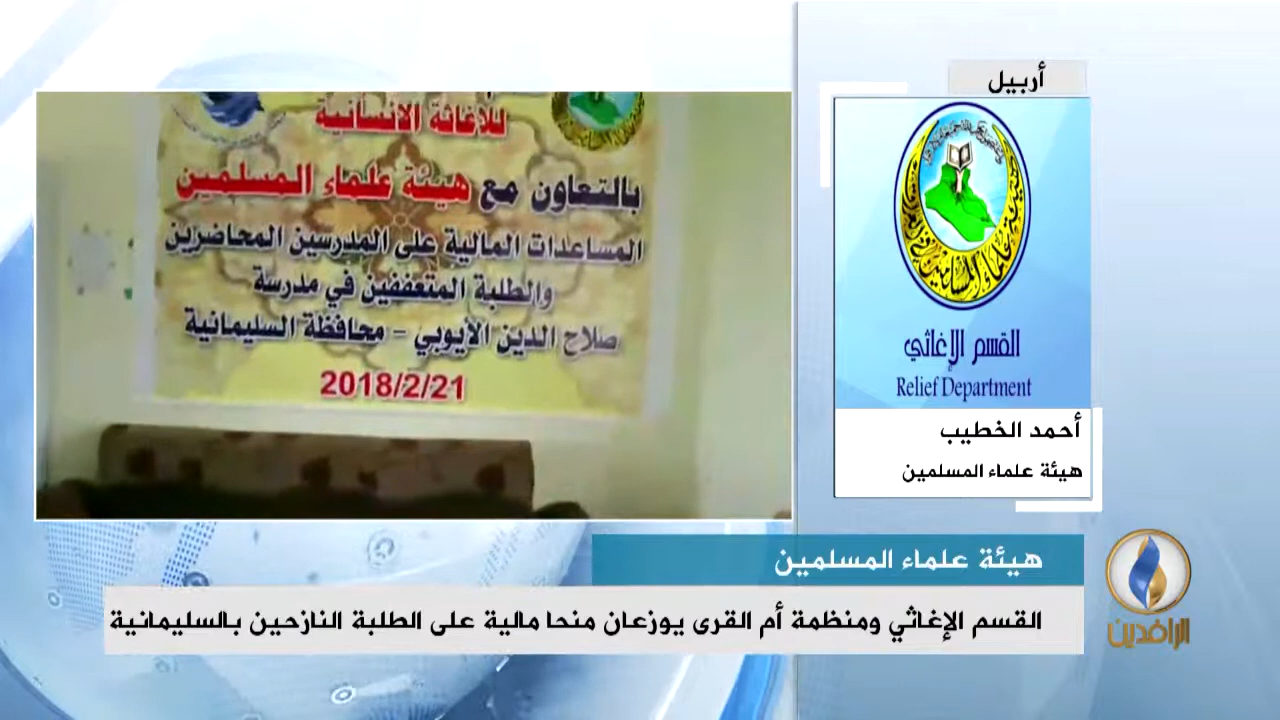 أربيل
للاغاثة الانسانية
بالتعاون مع هيئة علماء المسلمين
المساعدات المالية على المدرسين المحاضرين
والطلبة المتعففين في مدرسة
صلاح الدين الأيوبي - محافظة السليمانية
2018/2/21
القسم الإغاثي
Relief Department
أحمد الخطيب
هيئة علماء المسلمين
هيئة علماء المسلمين
القسم الإغاثي ومنظمة أم القرى يوزعان منحا مالية على الطلبة النازحين بالسليمانية
الرافدين